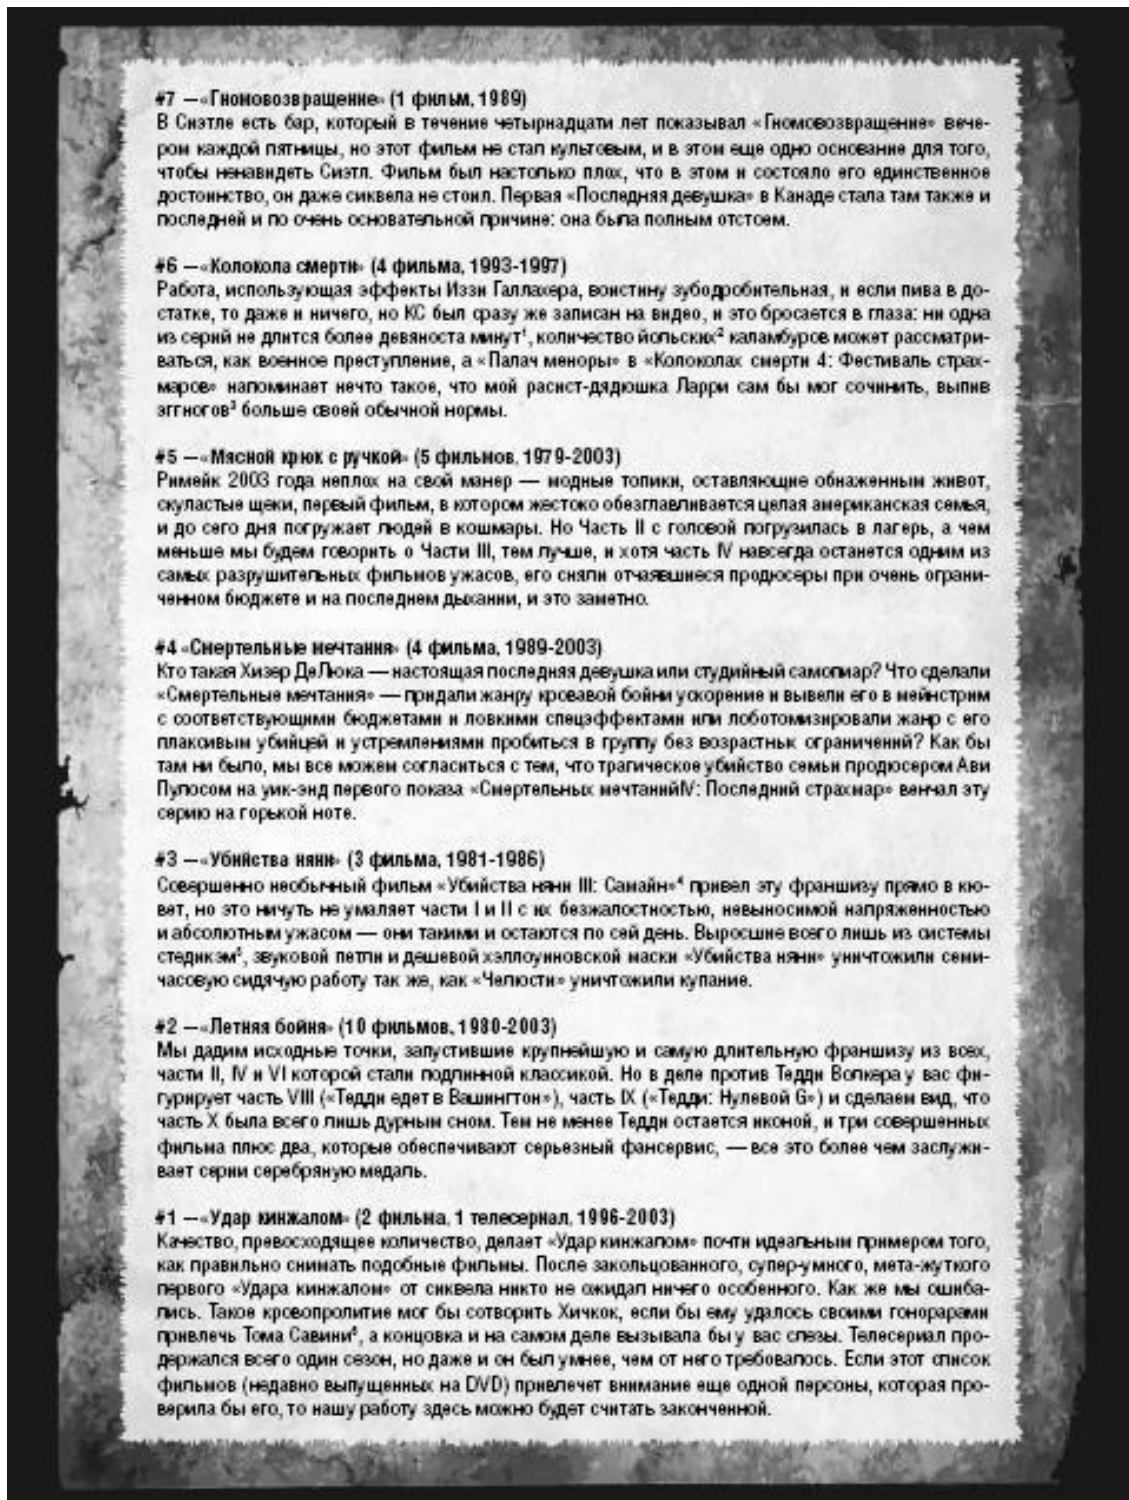 #7 —«Гномовозвращение» (1 фильм, 1989)
В Сиэтле есть бар, который в течение четырнадцати лет показывал «Гномовозвращение» вече-
ром каждой пятницы, но этот фильм не стал культовым, и в этом еще одно основание для того,
чтобы ненавидеть Сиэтл. Фильм был настолько плох, что в этом и состояло его единственное
достоинство, он даже сиквела не стоил. Первая «Последняя девушка» в Канаде стала там также и
последней и по очень основательной причине: она была полным отстоем.
#6 —«Колокола смерти» (4 фильма, 1993-1997)
Работа, использующая эффекты Иззи Галлахера, воистину зубодробительная, и если пива в до-
статке, то даже и ничего, но КС был сразу же записан на видео, и это бросается в глаза: ни одна
из серий не длится более девяноста минут¹, количество йольских² каламбуров может рассматри-
ваться, как военное преступление, а «Палач меноры» в «Колоколах смерти 4: Фестиваль страх-
маров» напоминает нечто такое, что мой расист-дядюшка Ларри сам бы мог сочинить, выпив
эггногов³ больше своей обычной нормы.
#5 —«Мясной крюк с ручкой» (5 фильмов, 1979-2003)
Римейк 2003 года неплох на свой манер — модные топики, оставляющие обнаженным живот,
скуластые щеки, первый фильм, в котором жестоко обезглавливается целая американская семья,
и до сего дня погружает людей в кошмары. Но Часть II с головой погрузилась в лагерь, а чем
меньше мы будем говорить о Части III, тем лучше, и хотя часть IV навсегда останется одним из
самых разрушительных фильмов ужасов, его сняли отчаявшиеся продюсеры при очень ограни-
ченном бюджете и на последнем дыхании, и это заметно.
#4 «Смертельные мечтания» (4 фильма, 1989-2003)
Кто такая Хизер ДеЛюка — настоящая последняя девушка или студийный самопиар? Что сделали
«Смертельные мечтания» — придали жанру кровавой бойни ускорение и вывели его в мейнстрим
с соответствующими бюджетами и ловкими спецэффектами или лоботомизировали жанр с его
плаксивым убийцей и устремлениями пробиться в группу без возрастных ограничений? Как бы
там ни было, мы все можем согласиться с тем, что трагическое убийство семьи продюсером Ави
Пулосом на уик-энд первого показа «Смертельных мечтанийIV: Последний страхмар» венчал эту
серию на горькой ноте.
#3 —«Убийства няни» (3 фильма, 1981-1986)
Совершенно необычный фильм «Убийства няни III: Самайн»⁴ привел эту франшизу прямо в кю-
вет, но это ничуть не умаляет части I и II с их безжалостностью, невыносимой напряженностью
и абсолютным ужасом — они такими и остаются по сей день. Выросшие всего лишь из системы
стедикэм⁵, звуковой петли и дешевой хэллоуиновской маски «Убийства няни» уничтожили семи-
часовую сидячую работу так же, как «Челюсти» уничтожили купание.
#2 —«Летняя бойня» (10 фильмов, 1980-2003)
Мы дадим исходные точки, запустившие крупнейшую и самую длительную франшизу из всех,
части II, IV и VI которой стали подлинной классикой. Но в деле против Тедди Волкера у вас фи-
гурирует часть VIII («Тедди едет в Вашингтон»), часть IX («Тедди: Нулевой G») и сделаем вид, что
часть X была всего лишь дурным сном. Тем не менее Тедди остается иконой, и три совершенных
фильма плюс два, которые обеспечивают серьезный фансервис, — все это более чем заслужи-
вает серии серебряную медаль.
#1 —«Удар кинжалом» (2 фильма, 1 телесериал, 1996-2003)
Качество, превосходящее количество, делает «Удар кинжалом» почти идеальным примером того,
как правильно снимать подобные фильмы. После закольцованного, супер-умного, мета-жуткого
первого «Удара кинжалом» от сиквела никто не ожидал ничего особенного. Как же мы ошиба-
лись. Такое кровопролитие мог бы сотворить Хичкок, если бы ему удалось своими гонорарами
привлечь Тома Савини⁶, а концовка и на самом деле вызывала бы у вас слезы. Телесериал про-
держался всего один сезон, но даже и он был умнее, чем от него требовалось. Если этот список
фильмов (недавно выпущенных на DVD) привлечет внимание еще одной персоны, которая про-
верила бы его, то нашу работу здесь можно будет считать законченной.